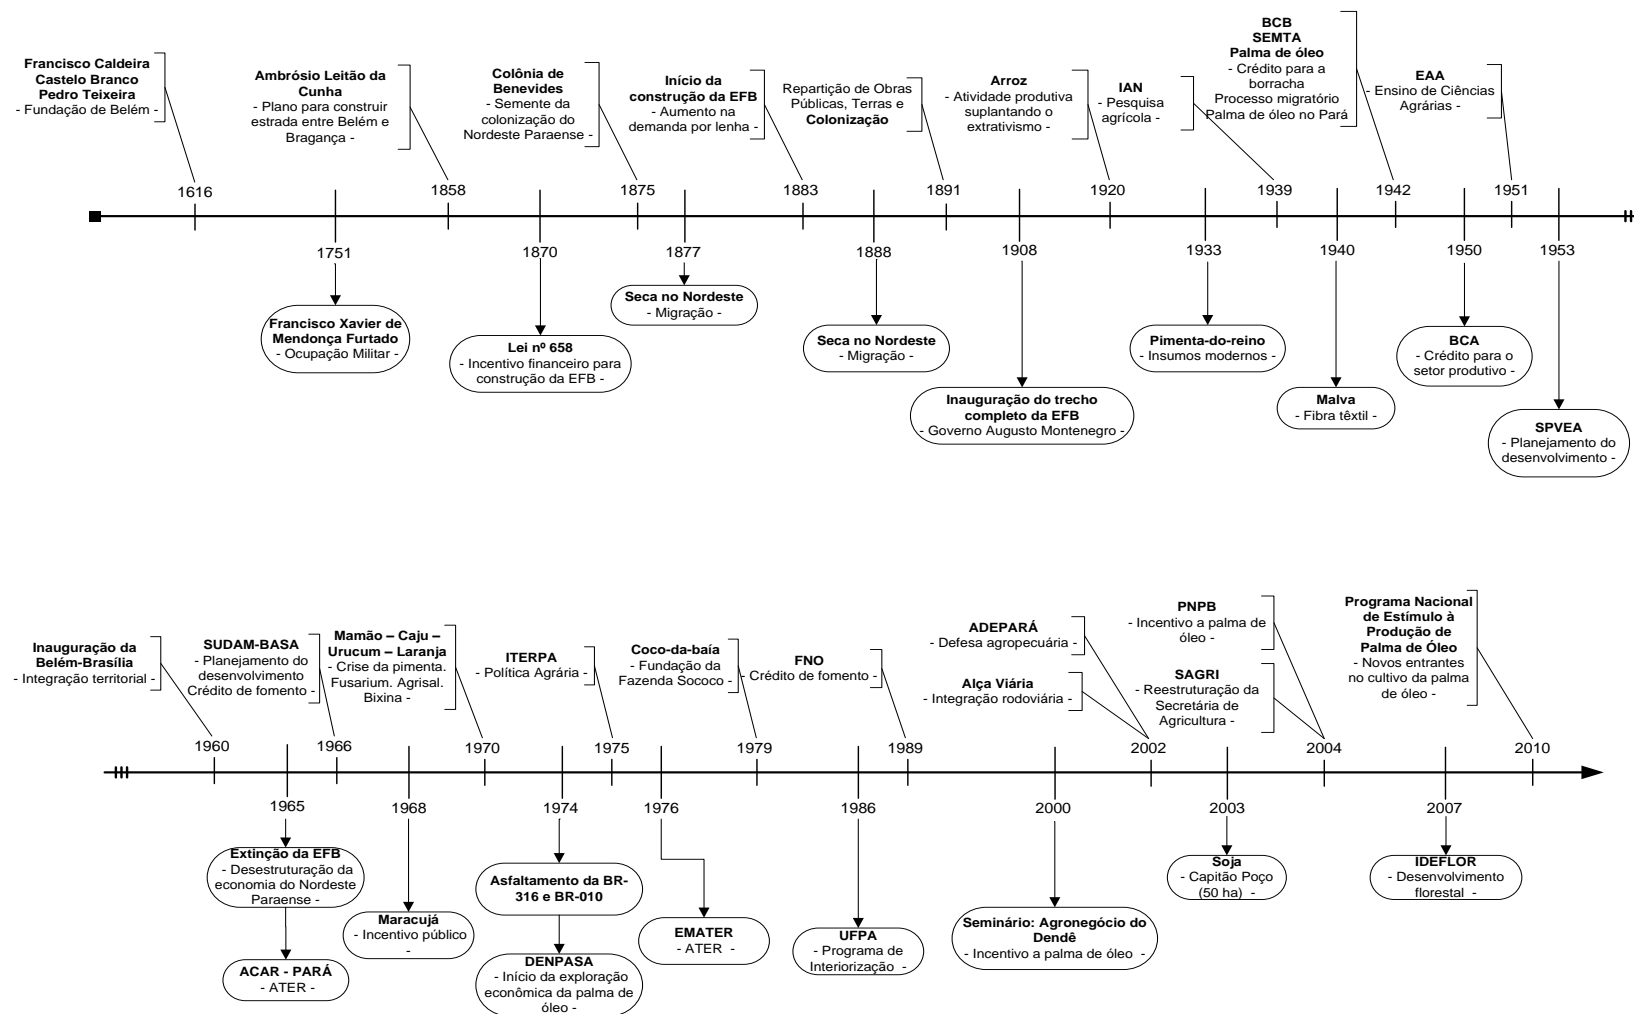 Francisco Caldeira
Castelo Branco
Pedro Teixeira
- Fundação de Belém -
Ambrósio Leitão da
Cunha
- Plano para construir
estrada entre Belém e
Bragança -
Colônia de
Benevides
- Semente da
colonização do
Nordeste Paraense -
Início da
construção da EFB
- Aumento na
demanda por lenha -
Repartição de Obras
Públicas, Terras e
Colonização
Arroz
- Atividade produtiva
suplantando o
extrativismo -
IAN
- Pesquisa
agrícola -
BCB
SEMTA
Palma de óleo
- Crédito para a
borracha
Processo migratório
Palma de óleo no Pará
EAA
- Ensino de Ciências
Agrárias -
1616
1858
1875
1883
1891
1920
1939
1942
1951
1751
1870
1877
1888
1908
1933
1940
1950
1953
Francisco Xavier de
Mendonça Furtado
- Ocupação Militar -
Lei nº 658
- Incentivo financeiro para
construção da EFB -
Seca no Nordeste
- Migração -
Seca no Nordeste
- Migração -
Inauguração do trecho
completo da EFB
- Governo Augusto Montenegro -
Pimenta-do-reino
- Insumos modernos -
Malva
- Fibra têxtil -
BCA
- Crédito para o
setor produtivo -
SPVEA
- Planejamento do
desenvolvimento -
Inauguração da
Belém-Brasília
- Integração territorial -
SUDAM-BASA
- Planejamento do
desenvolvimento
Crédito de fomento -
Mamão – Caju –
Urucum – Laranja
- Crise da pimenta.
Fusarium. Agrisal.
Bixina -
ITERPA
- Política Agrária -
Coco-da-baía
- Fundação da
Fazenda Sococo -
FNO
- Crédito de fomento -
ADEPARÁ
- Defesa agropecuária -
Alça Viária
- Integração rodoviária -
PNPB
- Incentivo a palma de
óleo -
SAGRI
- Reestruturação da
Secretária de
Agricultura -
Programa Nacional
de Estímulo à
Produção de
Palma de Óleo
- Novos entrantes
no cultivo da palma
de óleo -
1960
1966
1970
1975
1979
1989
2002
2004
2010
1965
1968
1974
1976
1986
2000
2003
2007
Extinção da EFB
- Desestruturação da
economia do Nordeste
Paraense -
ACAR - PARÁ
- ATER -
Maracujá
- Incentivo público
-
Asfaltamento da BR-
316 e BR-010
DENPASA
- Início da exploração
econômica da palma de
óleo -
EMATER
- ATER -
UFPA
- Programa de
Interiorização -
Seminário: Agronegócio do
Dendê
- Incentivo a palma de óleo -
Soja
- Capitão Poço
(50 ha) -
IDEFLOR
- Desenvolvimento
florestal -